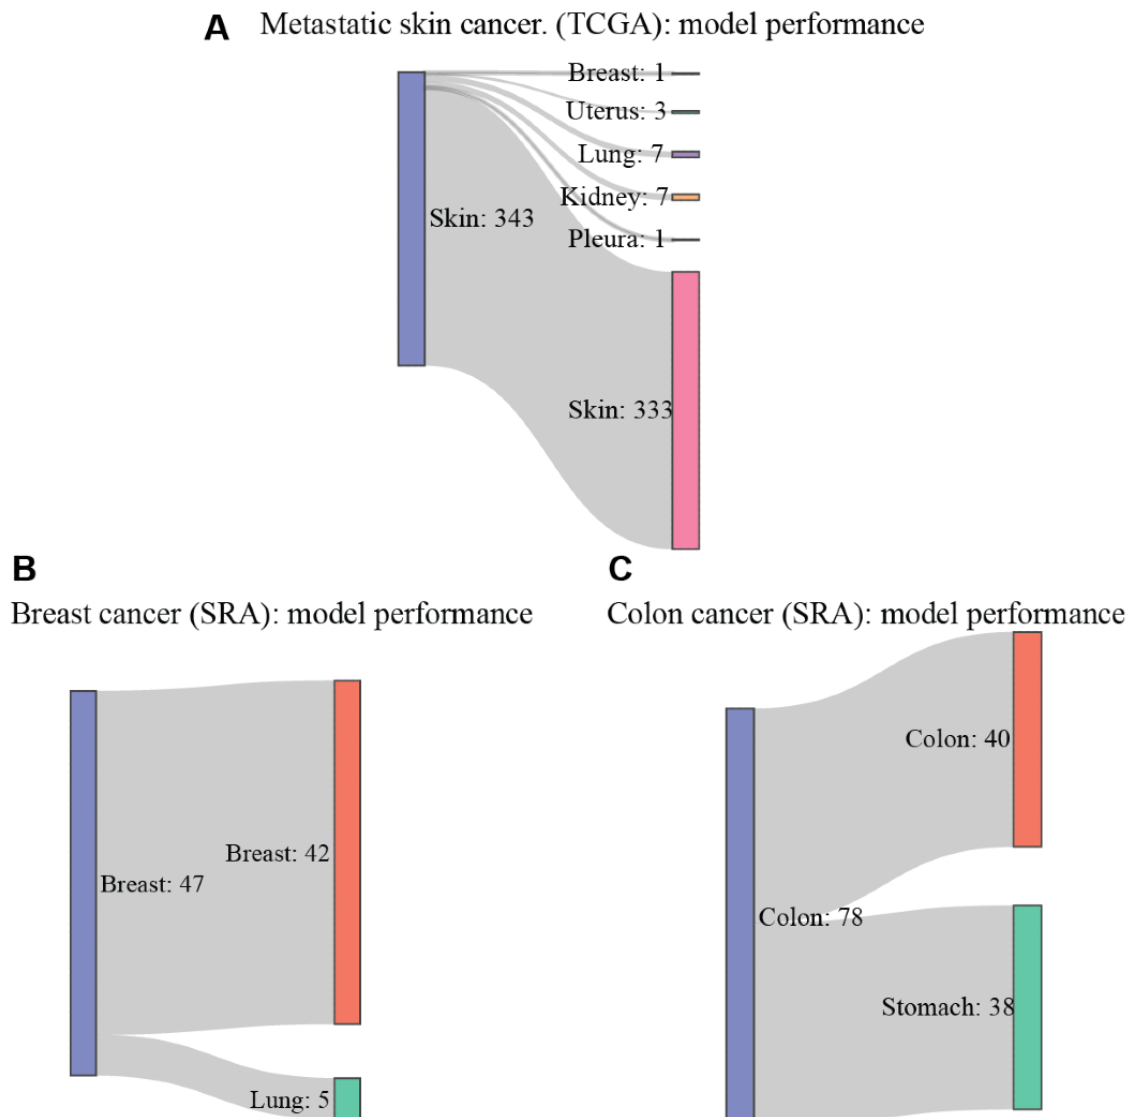 A Metastatic skin cancer. (TCGA): model performance
Breast: 1
Uterus: 3
Lung: 7
Kidney: 7
Skin: 343
Pleura: 1
Skin: 333
B
Breast cancer (SRA): model performance
Breast: 42
Breast: 47
Lung: 5
C
Colon cancer (SRA): model performance
Colon: 40
Colon: 78
Stomach: 38